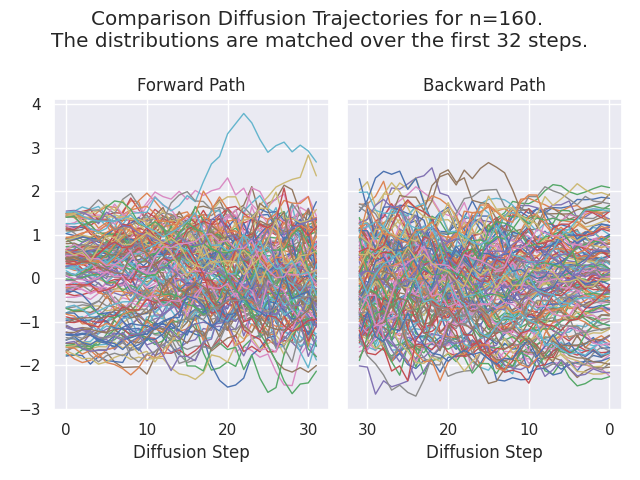 Comparison Diffusion Trajectories for n=160.
The distributions are matched over the first 32 steps.
Forward Path
Backward Path
4
3
2
1
0
−1
−2
−3
0 10 20 30
30 20 10 0
Diffusion Step
Diffusion Step